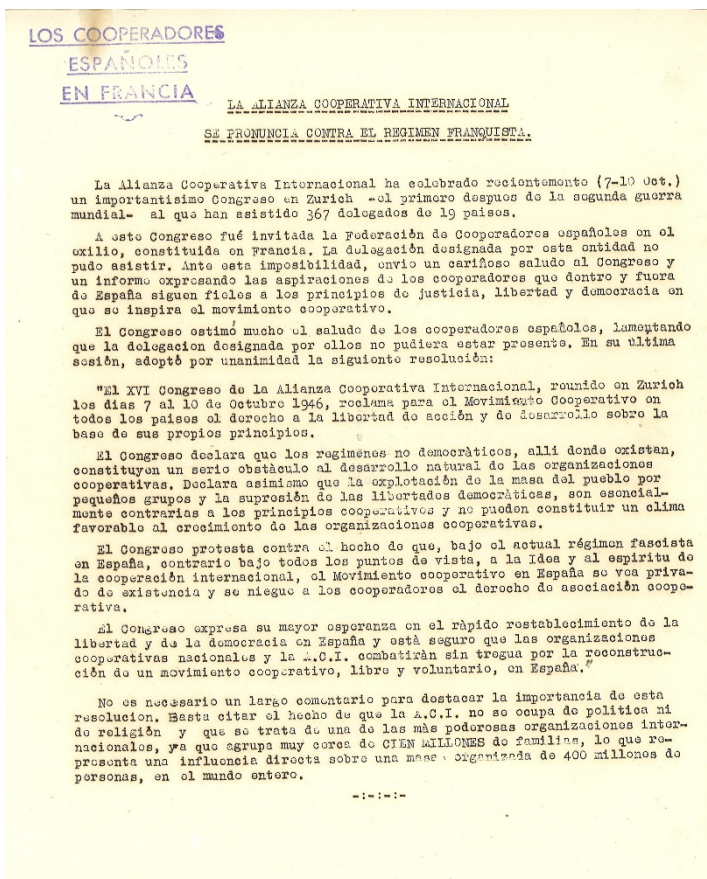 LOS COOPERADORES
ESPAÑOLES
EN FRANCIA
LA ALIANZA COOPERATIVA INTERNACIONAL
SE PRONUNCIA CONTRA EL REGIMEN FRANQUISTA.
La Alianza Cooperativa Internacional ha celebrado recientemente (7-10 Oct.)
un importantisimo Congreso en Zurich -el primero despues de la segunda guerra
mundial- al que han asistido 367 delegados de 19 paises.
A este Congreso fué invitada la Federación de Cooperadores españoles en el
exilio, constituida en Francia. La delegación designada por esta entidad no
pudo asistir. Ante esta imposibilidad, envio un cariñoso saludo al Congreso y
un informe expresando las aspiraciones de los cooperadores que dentro y fuera
de España siguen fieles a los principios de justicia, libertad y democracia en
que se inspira el movimiento cooperativo.
El Congreso estimó mucho el saludo de los cooperadores españoles, lamentando
que la delegacion designada por ellos no pudiera estar presente. En su ùltima
sesión, adoptó por unanimidad la siguiente resolución:
"El XVI Congreso de la Alianza Cooperativa Internacional, reunido en Zurich
los dias 7 al 10 de Octubre 1946, reclama para el Movimiento Cooperativo en
todos los paises el derecho a la libertad de acción y de desarrollo sobre la
base de sus propios principios.
El Congreso declara que los regimenes no democràticos, alli donde existan,
constituyen un serio obstàculo al desarrollo natural de las organizaciones
cooperativas. Declara asimismo que la explotación de la masa del pueblo por
pequeños grupos y la supresión de las libertades democràticas, son esencial-
mente contrarias a los principios cooperativos y no pueden constituir un clima
favorable al crecimiento de las organizaciones cooperativas.
El Congreso protesta contra el hecho de que, bajo el actual régimen fascista
en España, contrario bajo todos los puntos de vista, a la Idea y al espiritu de
la cooperación internacional, el Movimiento cooperativo en España se vea priva-
do de existencia y se niegue a los cooperadores el derecho de asociación coope-
rativa.
El Congreso expresa su mayor esperanza en el ràpido restablecimiento de la
libertad y de la democracia en España y està seguro que las organizaciones
cooperativas nacionales y la A.C.I. combatiràn sin tregua por la reconstruc-
ción de un movimiento cooperativo, libre y voluntario, en España."
No es necesario un largo comentario para destacar la importancia de esta
resolucion. Basta citar el hecho de que la A.C.I. no se ocupa de politica ni
de religión y que se trata de una de las màs poderosas organizaciones inter-
nacionales, ya que agrupa muy cerca de CIEN MILLONES de familias, lo que re-
presenta una influencia directa sobre una masa organizada de 400 millones de
personas, en el mundo entero.
-:-:-:-